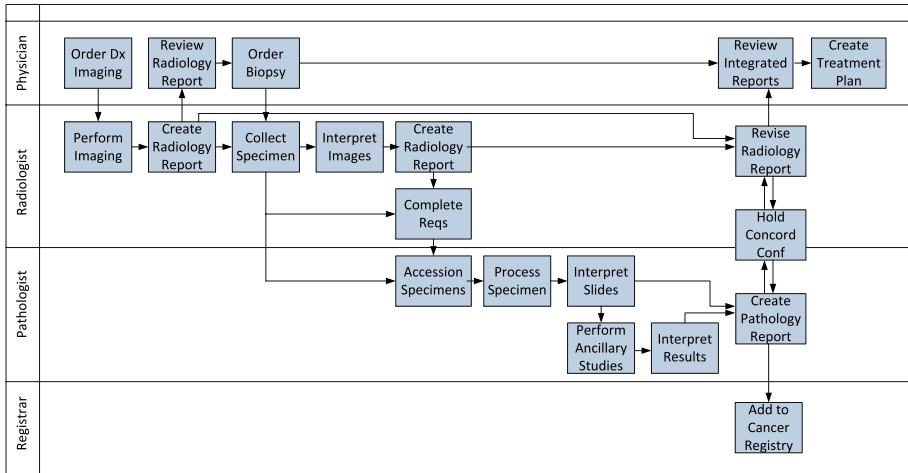 Physician
Order Dx
Imaging
Review
Radiology
Report
Order
Biopsy
Review
Integrated
Reports
Create
Treatment
Plan
Radiologist
Perform
Imaging
Create
Radiology
Report
Collect
Specimen
Interpret
Images
Create
Radiology
Report
Revise
Radiology
Report
Complete
Reqs
Hold
Concord
Conf
Pathologist
Accession
Specimens
Process
Specimen
Interpret
Slides
Create
Pathology
Report
Perform
Ancillary
Studies
Interpret
Results
Registrar
Add to
Cancer
Registry